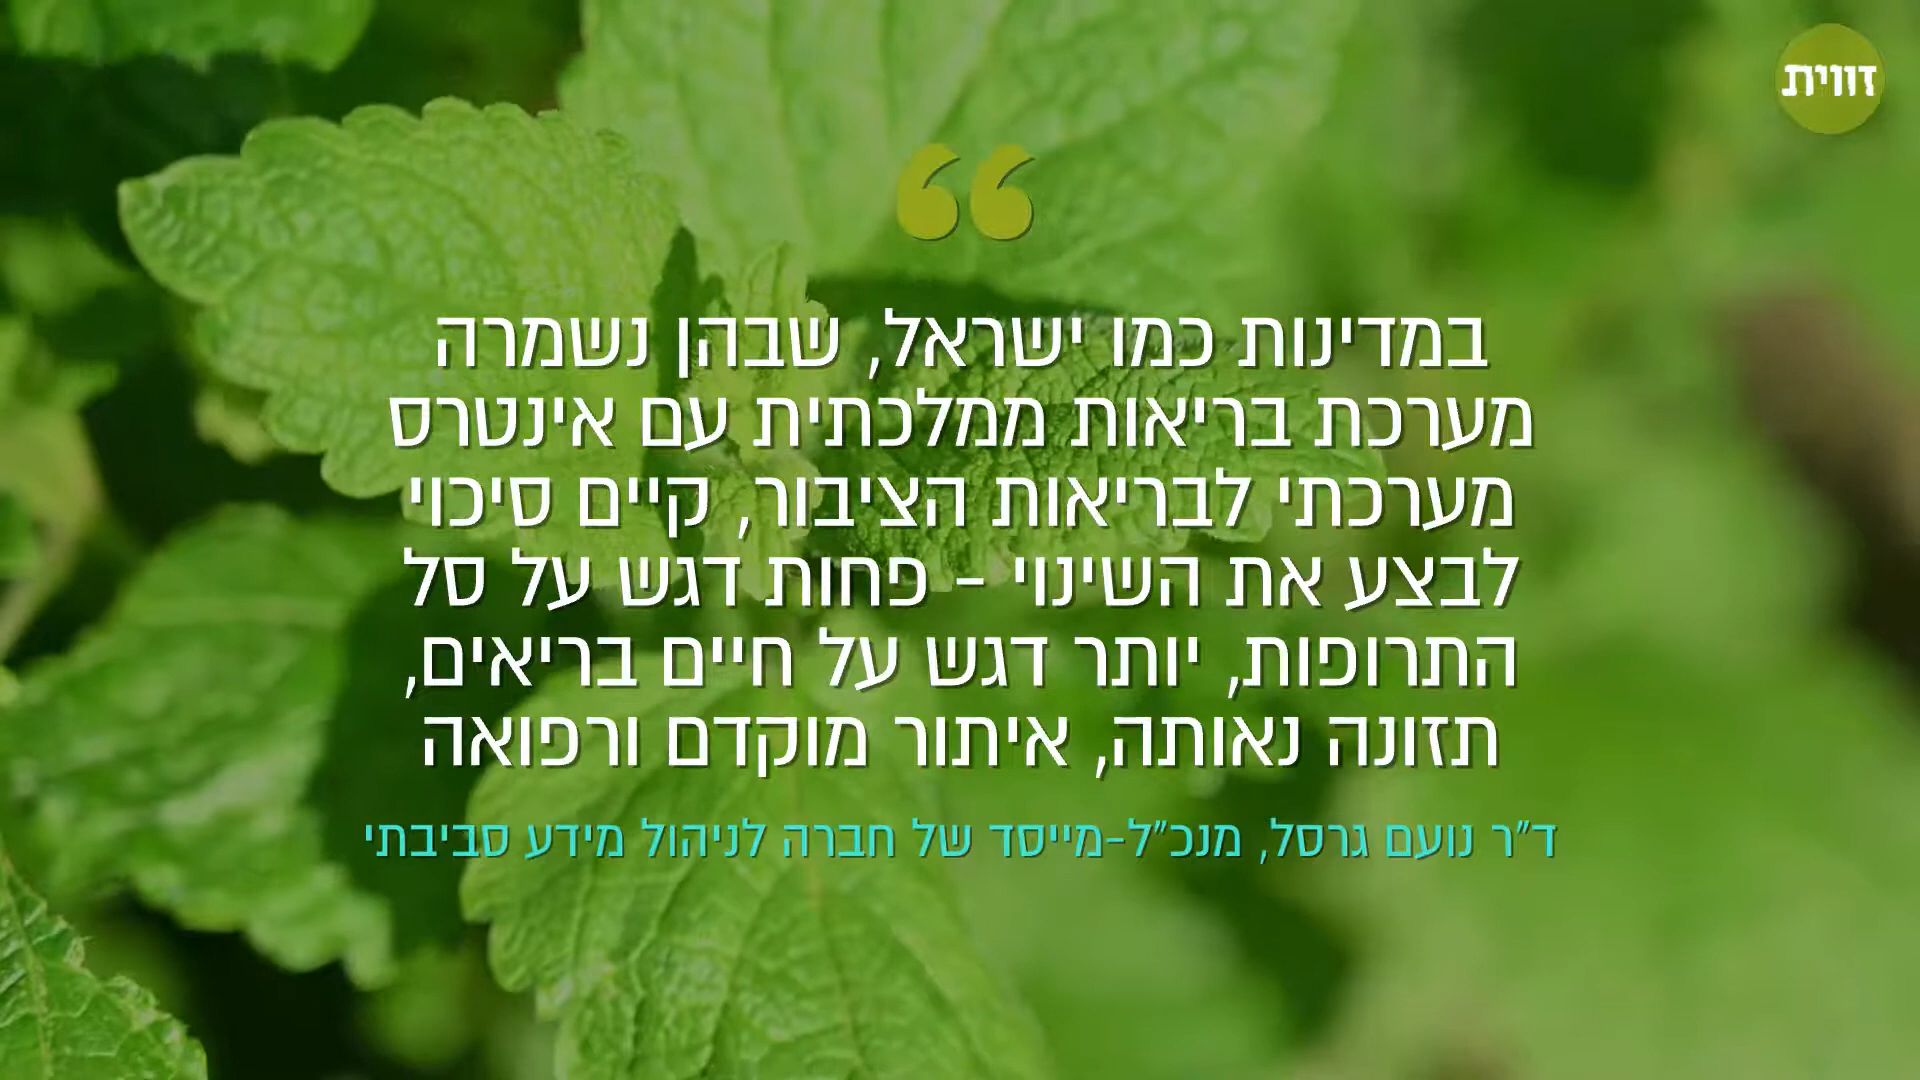 זווית
במדינות כמו ישראל, שבהן נשמרה
מערכת בריאות ממלכתית עם אינטרס
מערכתי לבריאות הציבור, קיים סיכוי
לבצע את השינוי - פחות דגש על סל
התרופות, יותר דגש על חיים בריאים,
תזונה נאותה, איתור מוקדם ורפואה
ד"ר נועם גרסל, מנכ"ל-מייסד של חברה לניהול מידע סביבתי